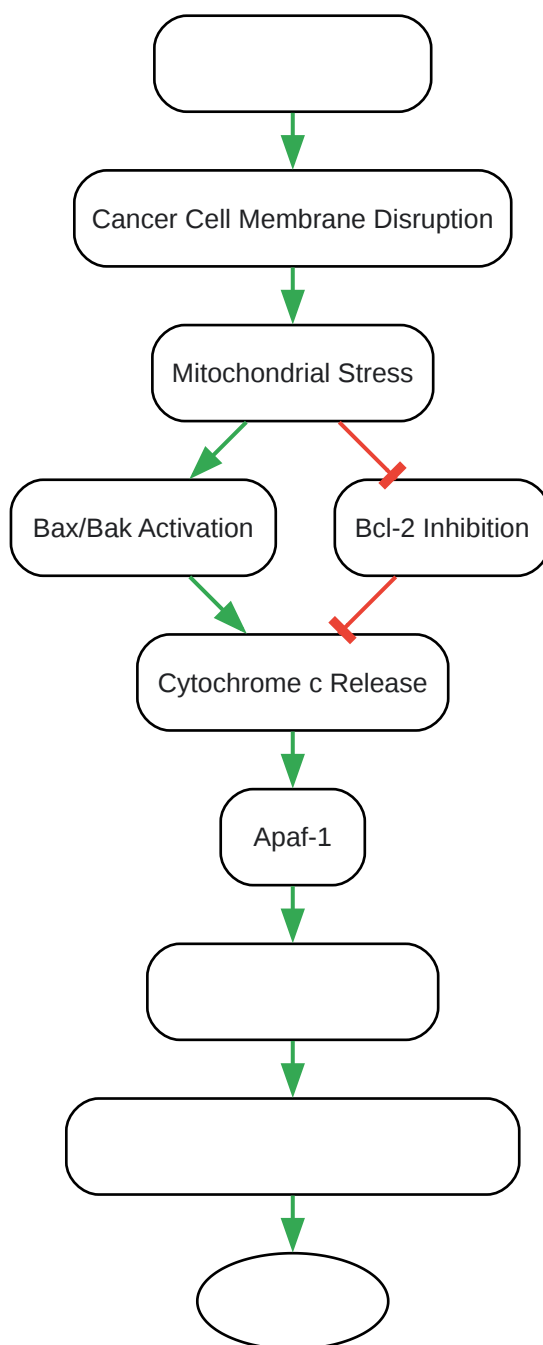 Cancer Cell Membrane Disruption
Mitochondrial Stress
Bax/Bak Activation
Bcl-2 Inhibition
Cytochrome c Release
Apaf-1